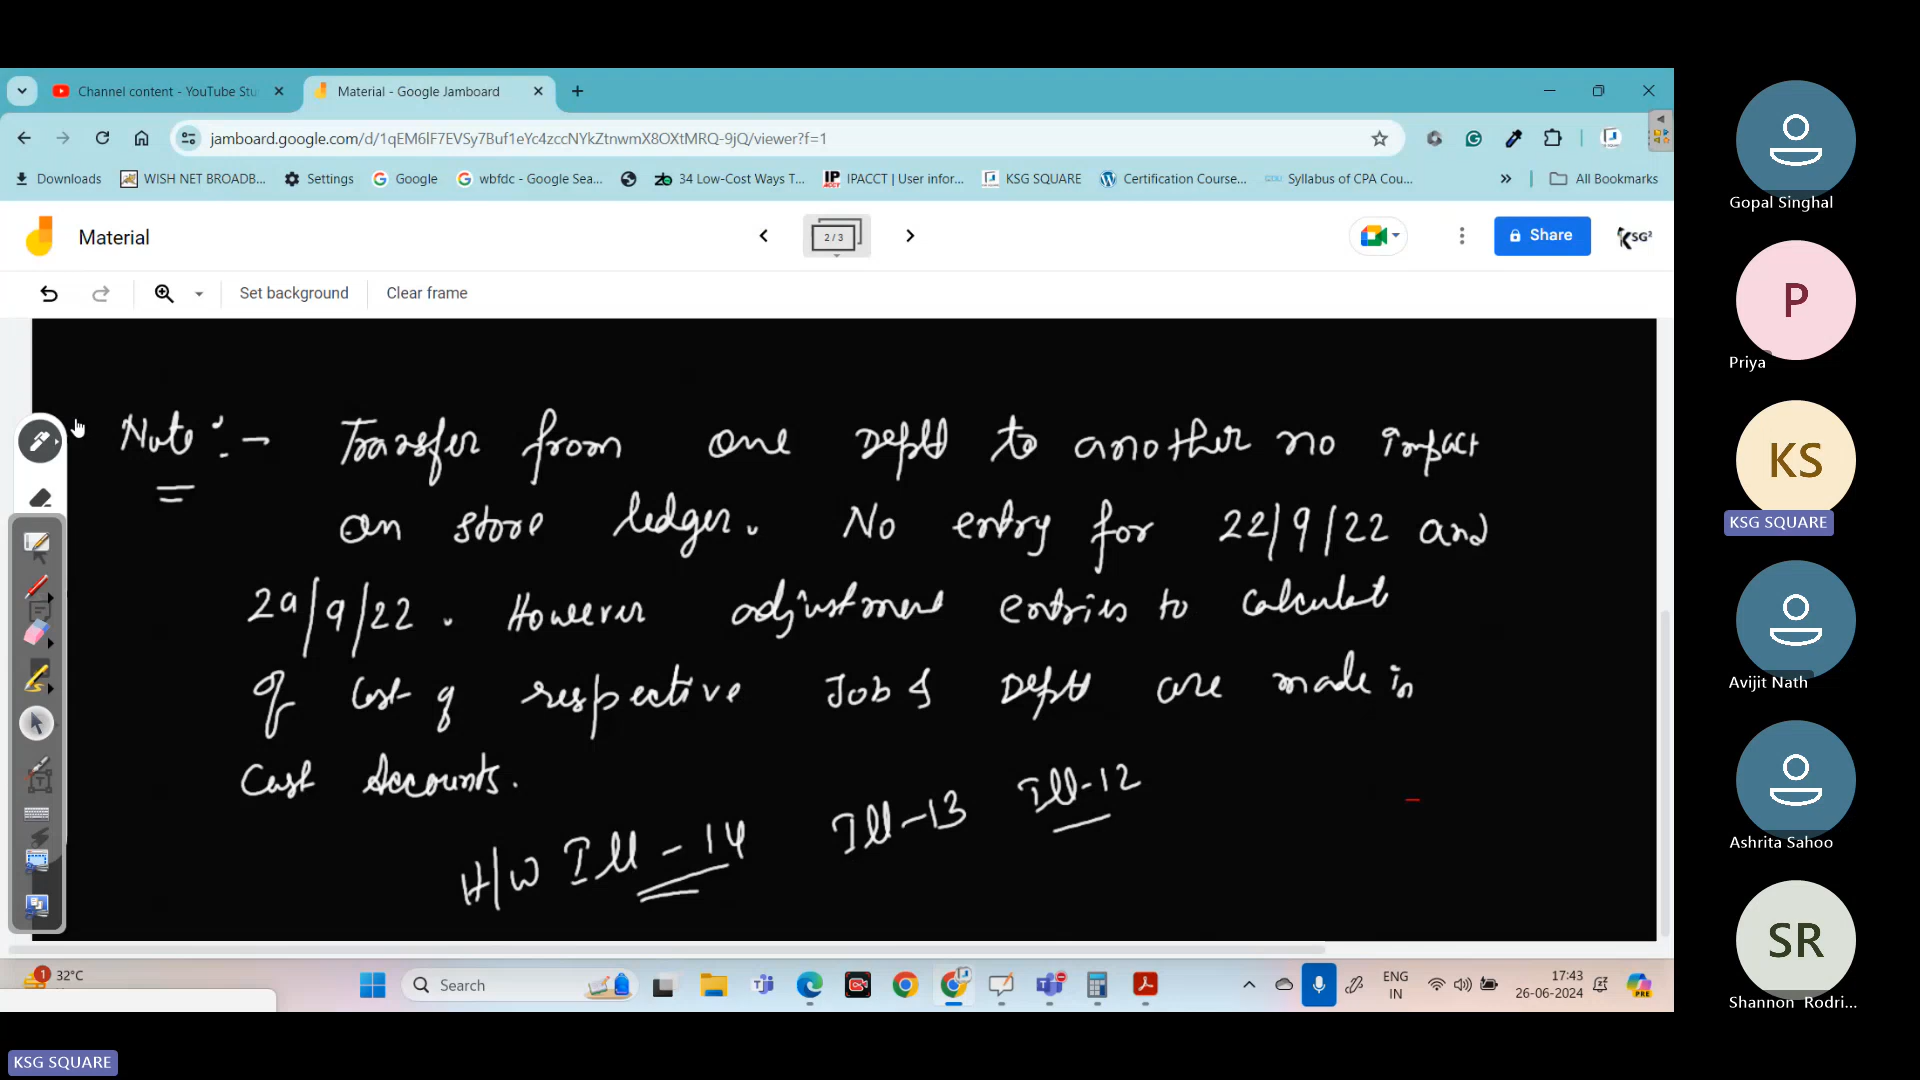 Channel content - YouTube Stu
Material - Google Jamboard
jamboard.google.com/d/1qEM6lF7EVSy7Buf1eYc4zccNYkZtnwmX8OXtMRQ-9jQ/viewer?f=1
Downloads WISH NET BROADB... Settings Google wbfdc - Google Sea... 34 Low-Cost Ways T... IPACCT | User infor... KSG SQUARE Certification Course... Syllabus of CPA Cou... » All Bookmarks
Material
2 / 3
Share
KSG²
Set background Clear frame
Note:- Transfer from one Deptt to another no impact
on store ledger. No entry for 22/9/22 and
29/9/22. However adjustment entries to calculat
of cost of respective Job & Deptt are made in
Cost Accounts.
H/W Ill-14 Ill-13 Ill-12
1 32°C
Search
ENG
IN
17:43
26-06-2024
PRE
Gopal Singhal
P
Priya
KS
KSG SQUARE
Avijit Nath
Ashrita Sahoo
SR
Shannon Rodri...
KSG SQUARE